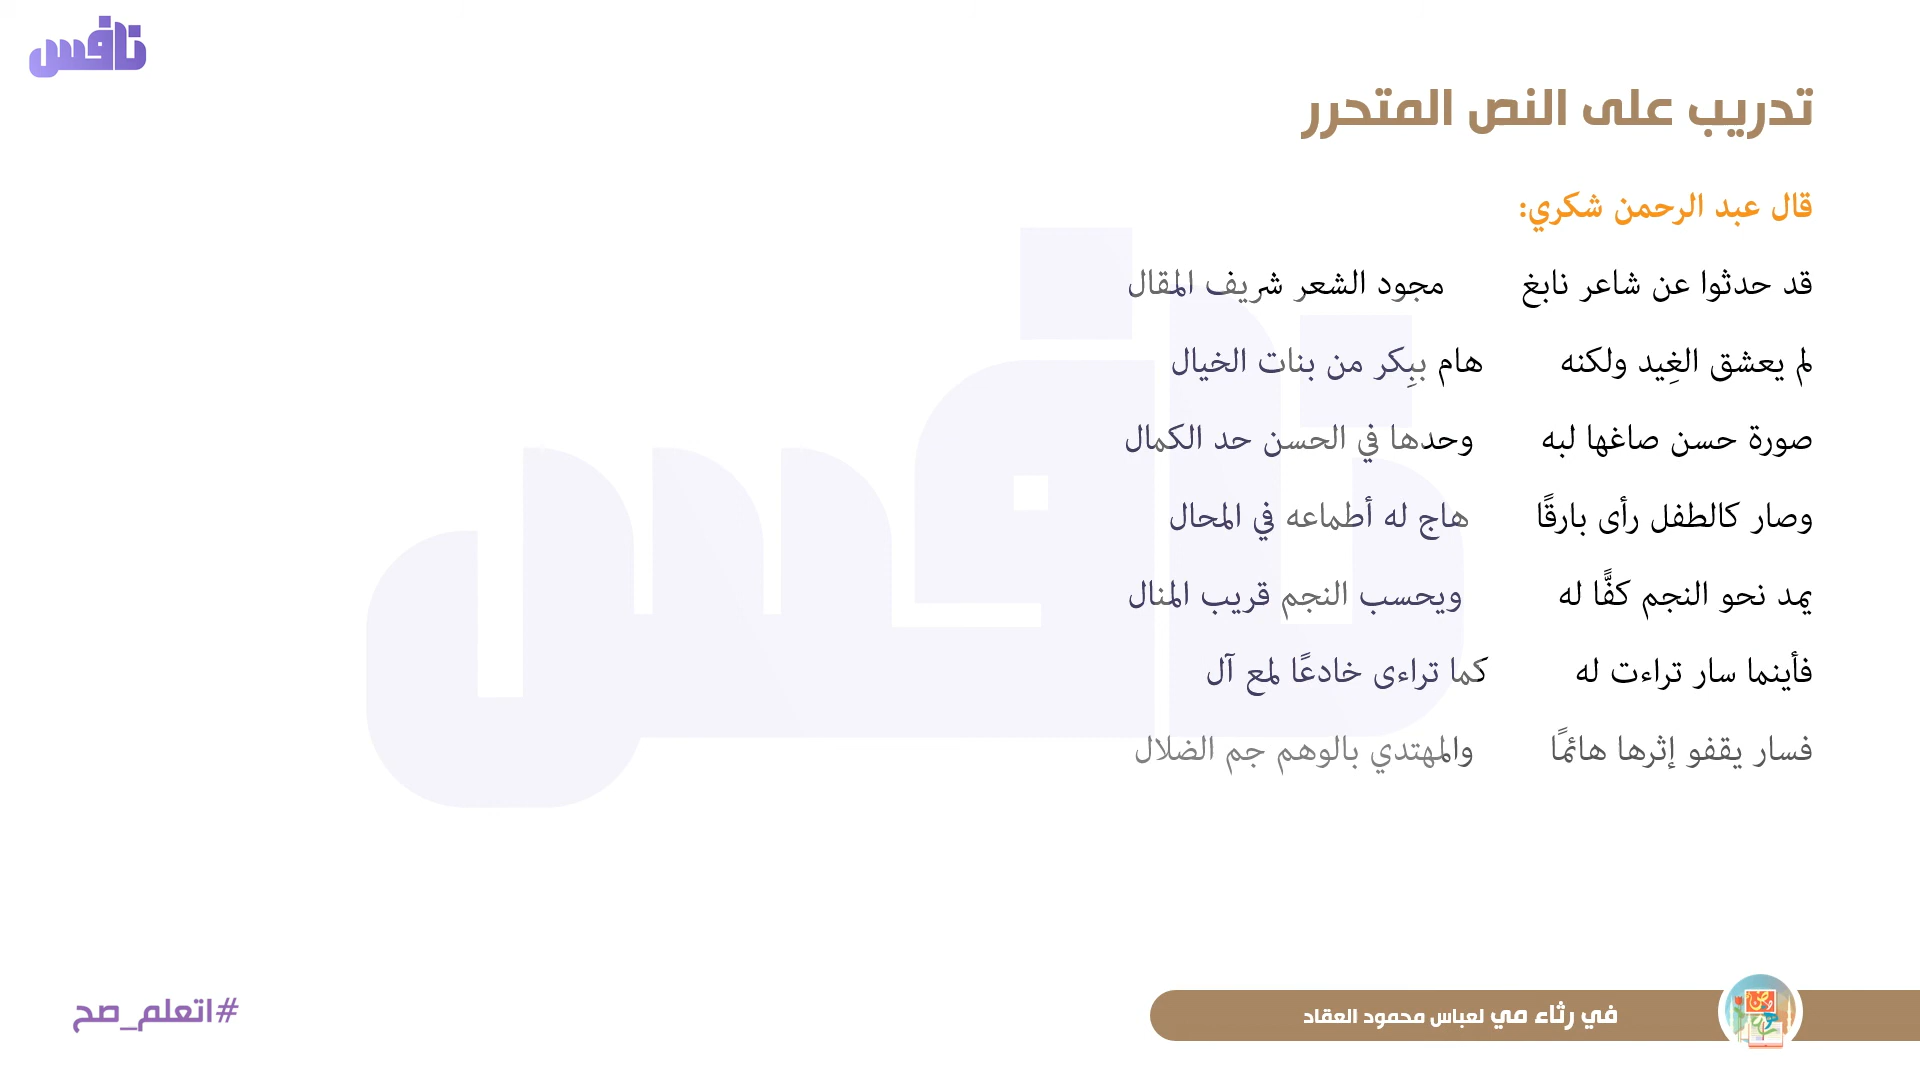 نافس
تدريب على النص المتحرر
قال عبد الرحمن شكري:
قد حدثوا عن شاعر نابغ مجود الشعر شريف المقال
لم يعشق الغِيد ولكنه هام ببِكر من بنات الخيال
صورة حسن صاغها لبه وحدها في الحسن حد الكمال
وصار كالطفل رأى بارقًا هاج له أطماعه في المحال
يمد نحو النجم كفًّا له ويحسب النجم قريب المنال
فأينما سار تراءت له كما تراءى خادعًا لمع آل
فسار يقفو إثرها هائمًا والمهتدي بالوهم جم الضلال
في رثاء مي لعباس محمود العقاد
#اتعلم_صح